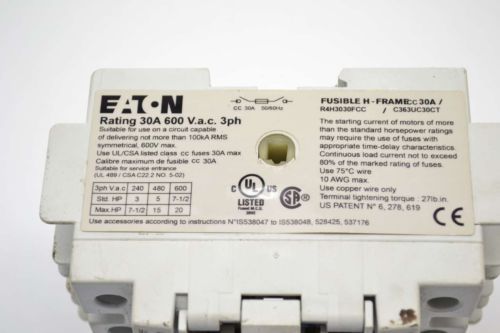 EATON
Rating 30A 600 V.a.c. 3ph
Suitable for use on a circuit capable
of delivering not more than 100kA RMS
symmetrical, 600V max.
Use UL/CSA listed class cc fuses 30A max
Calibre maximum de fusible cc 30A
Suitable for service entrance
(UL 489 / CSA C22.2 NO. 5-02)
3ph V.a.c 240 480 600
Std. HP 3 5 7-1/2
Max.HP 7-1/2 15 20
CC 30A 50/60Hz
C UL US
LISTED
SA
FUSIBLE H-FRAME CC 30A /
R4H3030FCC / C363UC30CT
The starting current of motors of more
than the standard horsepower ratings
may require the use of fuses with
appropriate time-delay characteristics.
Continuous load current not to exceed
80% of the marked rating of fuses.
Use 75°C wire
10 AWG max.
Use copper wire only
Terminal tightening torque : 27lb.in.
US PATENT N° 6, 278, 619
CE
Use accessories according to instructions N°IS538047 to IS538048, 528425, 537176